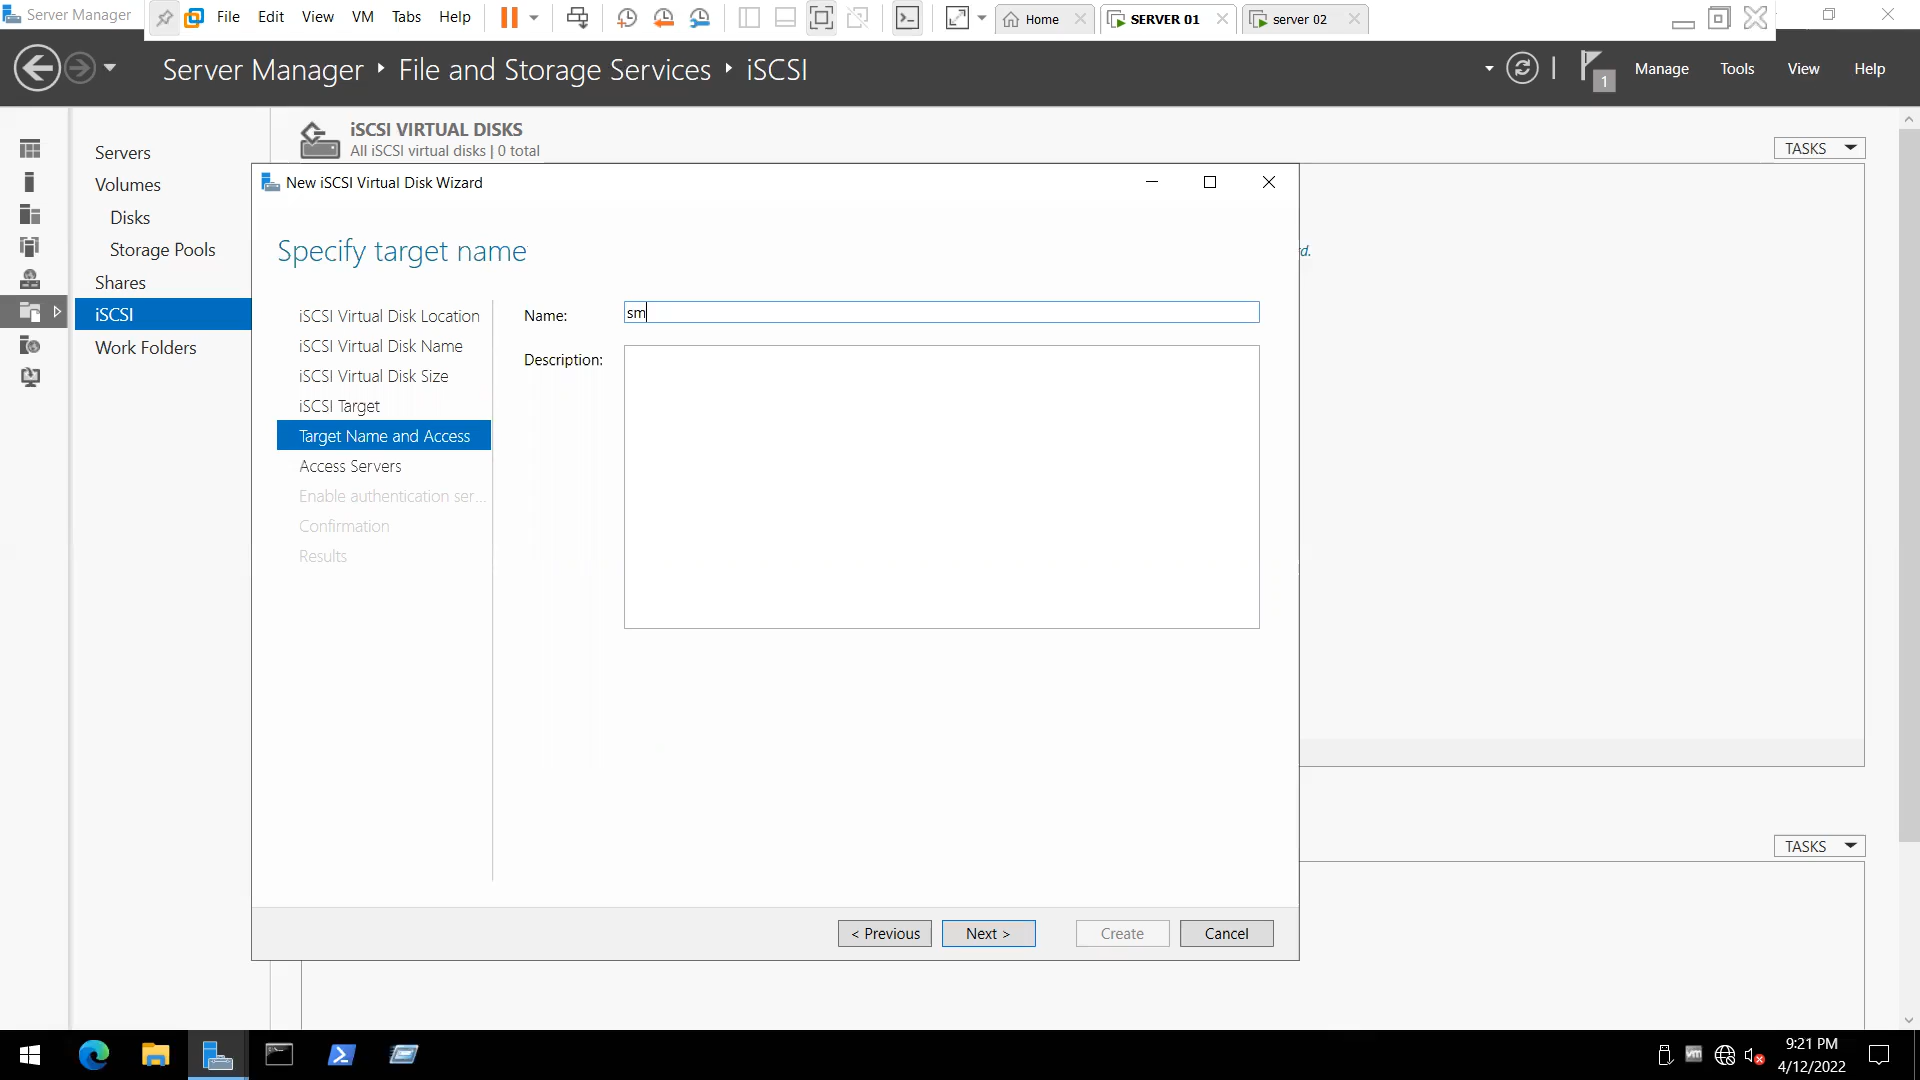 Server Manager
File Edit View VM Tabs Help
Home
SERVER 01
server 02
Server Manager ‣ File and Storage Services ‣ iSCSI
1
Manage Tools View Help
Servers
Volumes
Disks
Storage Pools
Shares
iSCSI
Work Folders
iSCSI VIRTUAL DISKS
All iSCSI virtual disks | 0 total
TASKS
d.
New iSCSI Virtual Disk Wizard
Specify target name
iSCSI Virtual Disk Location
iSCSI Virtual Disk Name
iSCSI Virtual Disk Size
iSCSI Target
Target Name and Access
Access Servers
Enable authentication ser...
Confirmation
Results
Name: sm
Description:
< Previous Next > Create Cancel
TASKS
vm
9:21 PM
4/12/2022